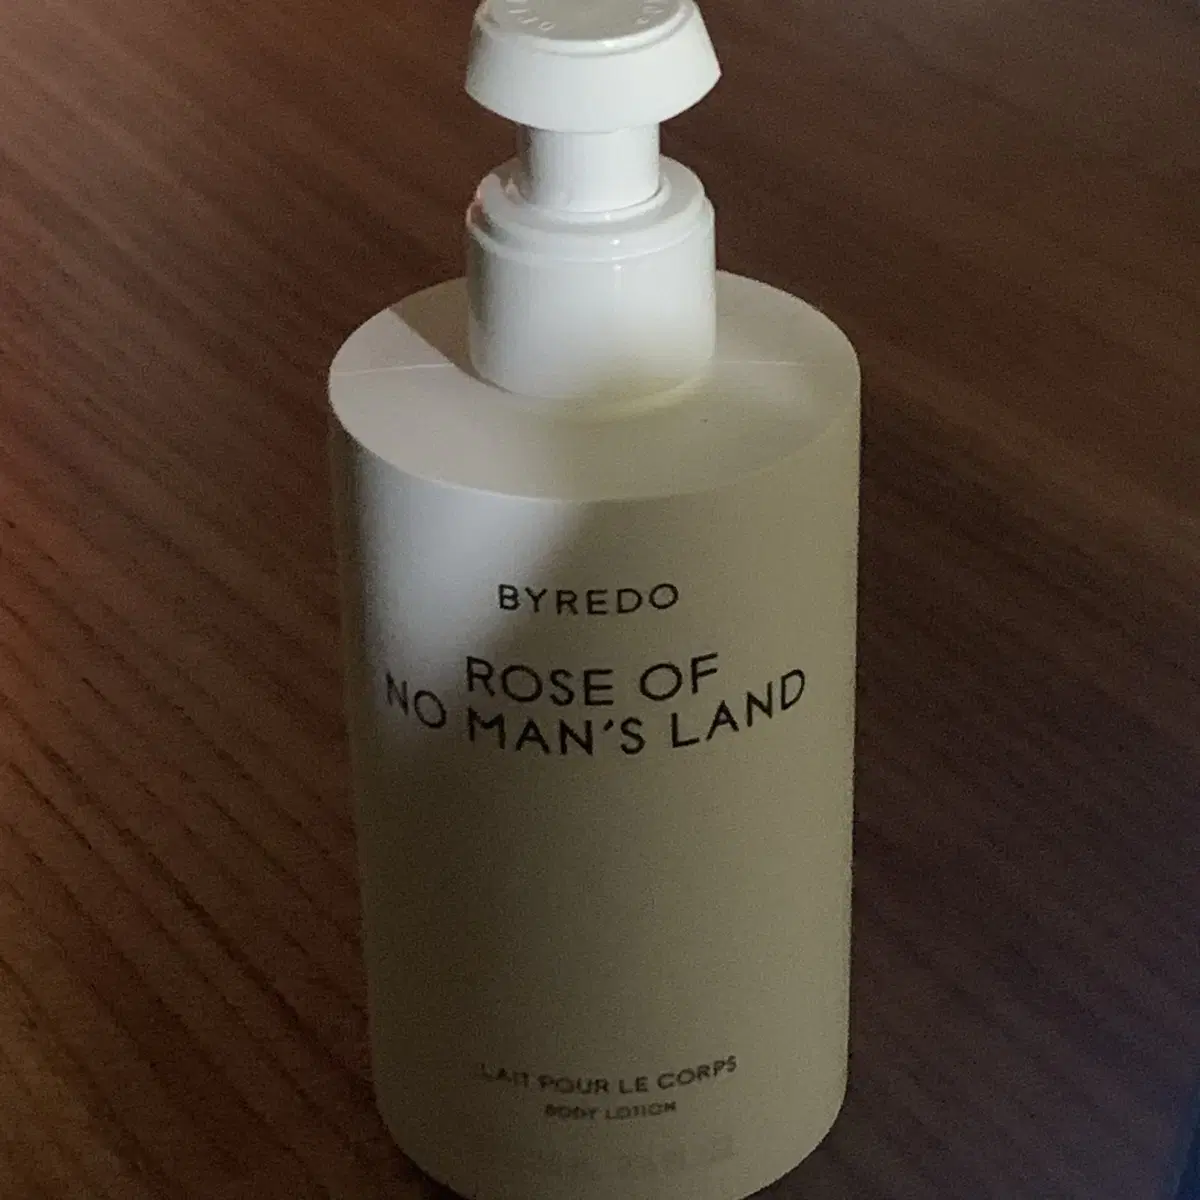 BYREDO
ROSE OF
NO MAN'S LAND
LAIT POUR LE CORPS
BODY LOTION